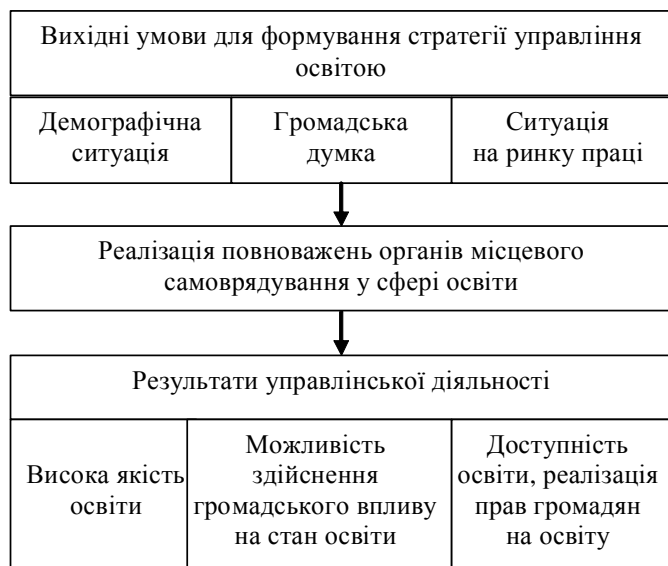 Вихідні умови для формування стратегії управління
освітою
Демографічна
ситуація
Громадська
думка
Ситуація
на ринку праці
Реалізація повноважень органів місцевого
самоврядування у сфері освіти
Результати управлінської діяльності
Висока якість
освіти
Можливість
здійснення
громадського впливу
на стан освіти
Доступність
освіти, реалізація
прав громадян
на освіту